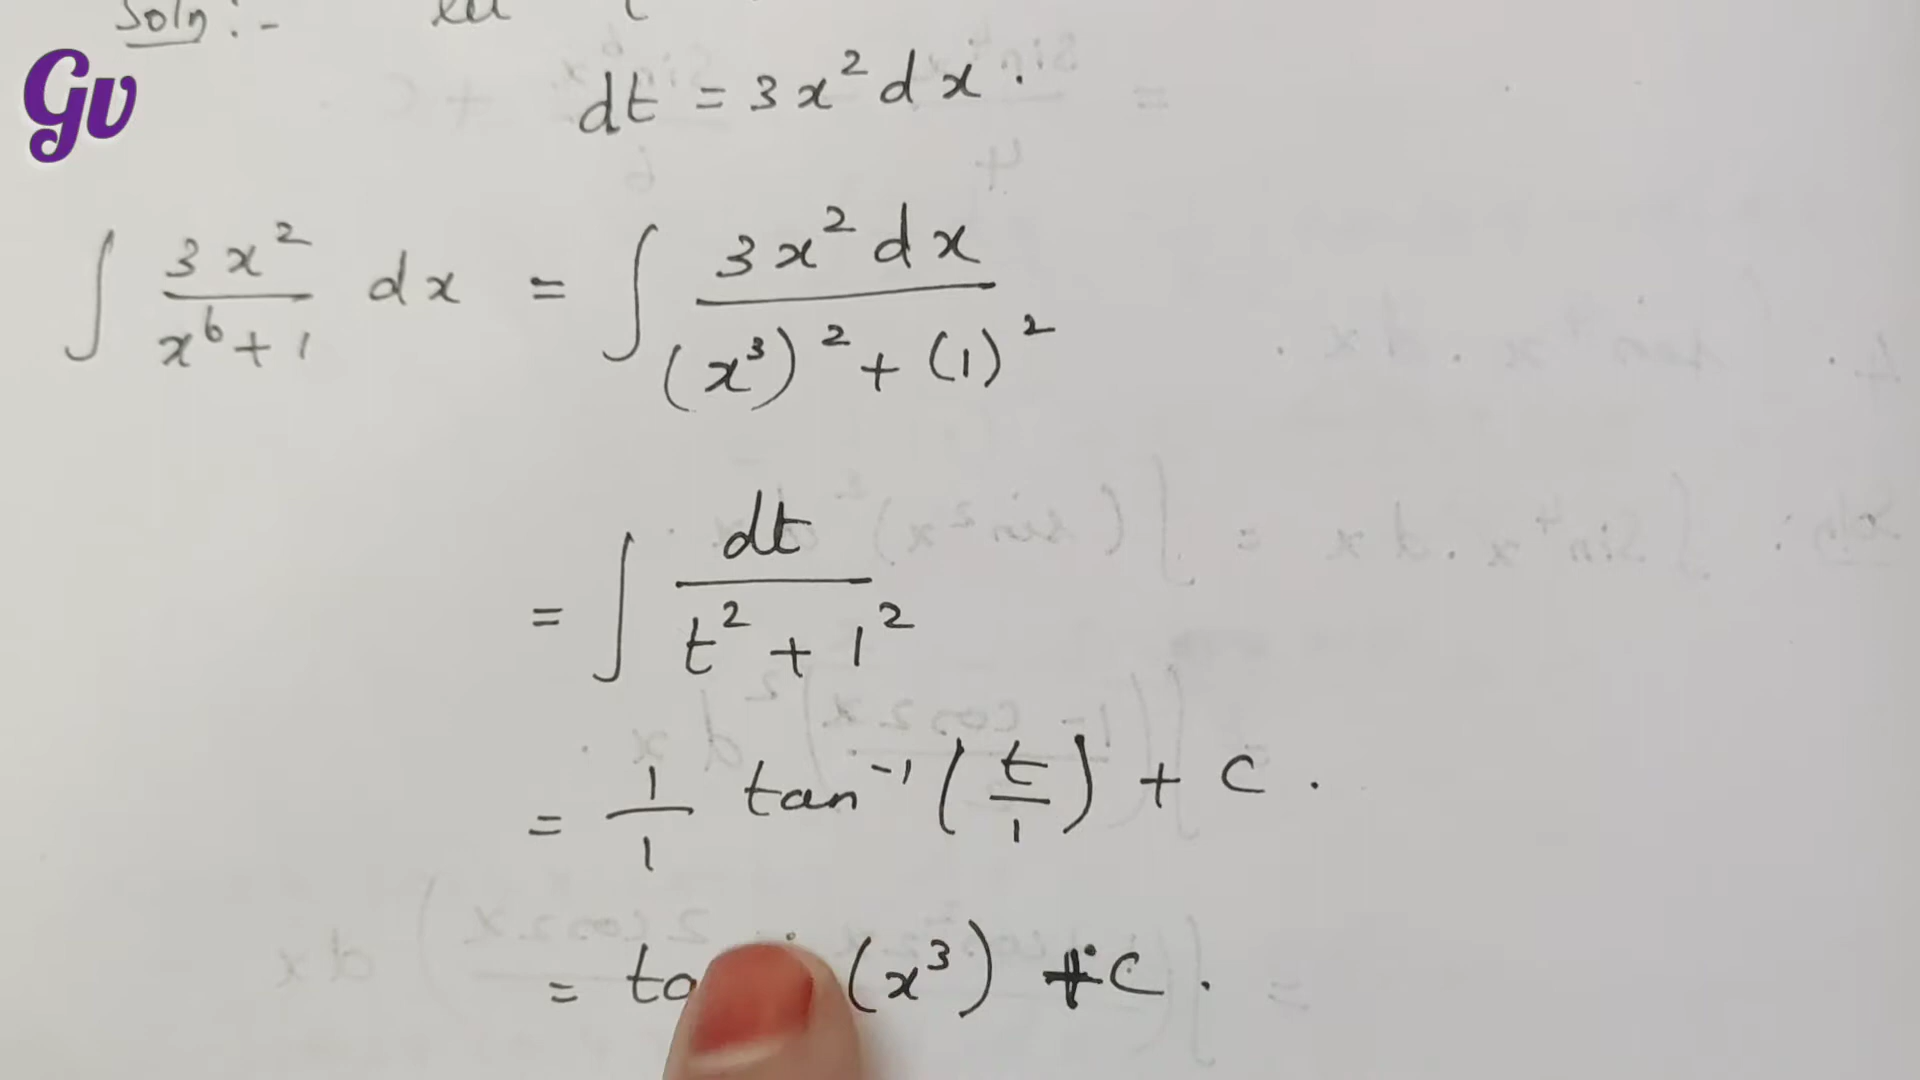 Soln :-
Gv
dt = 3x² dx .
∫ 3x²/(x⁶ + 1) dx = ∫ 3x² dx/((x³)² + (1)²)
= ∫ dt/(t² + 1²)
= 1/1 tan⁻¹ (t/1) + C .
= (x³) + C .